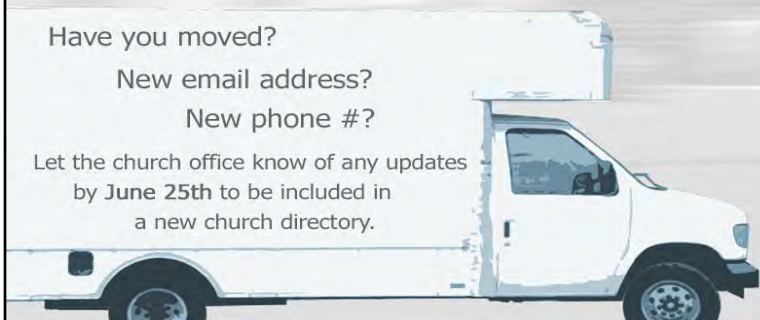 Have you moved?
New email address?
New phone #?
Let the church office know of any updates
by June 25th to be included in
a new church directory.